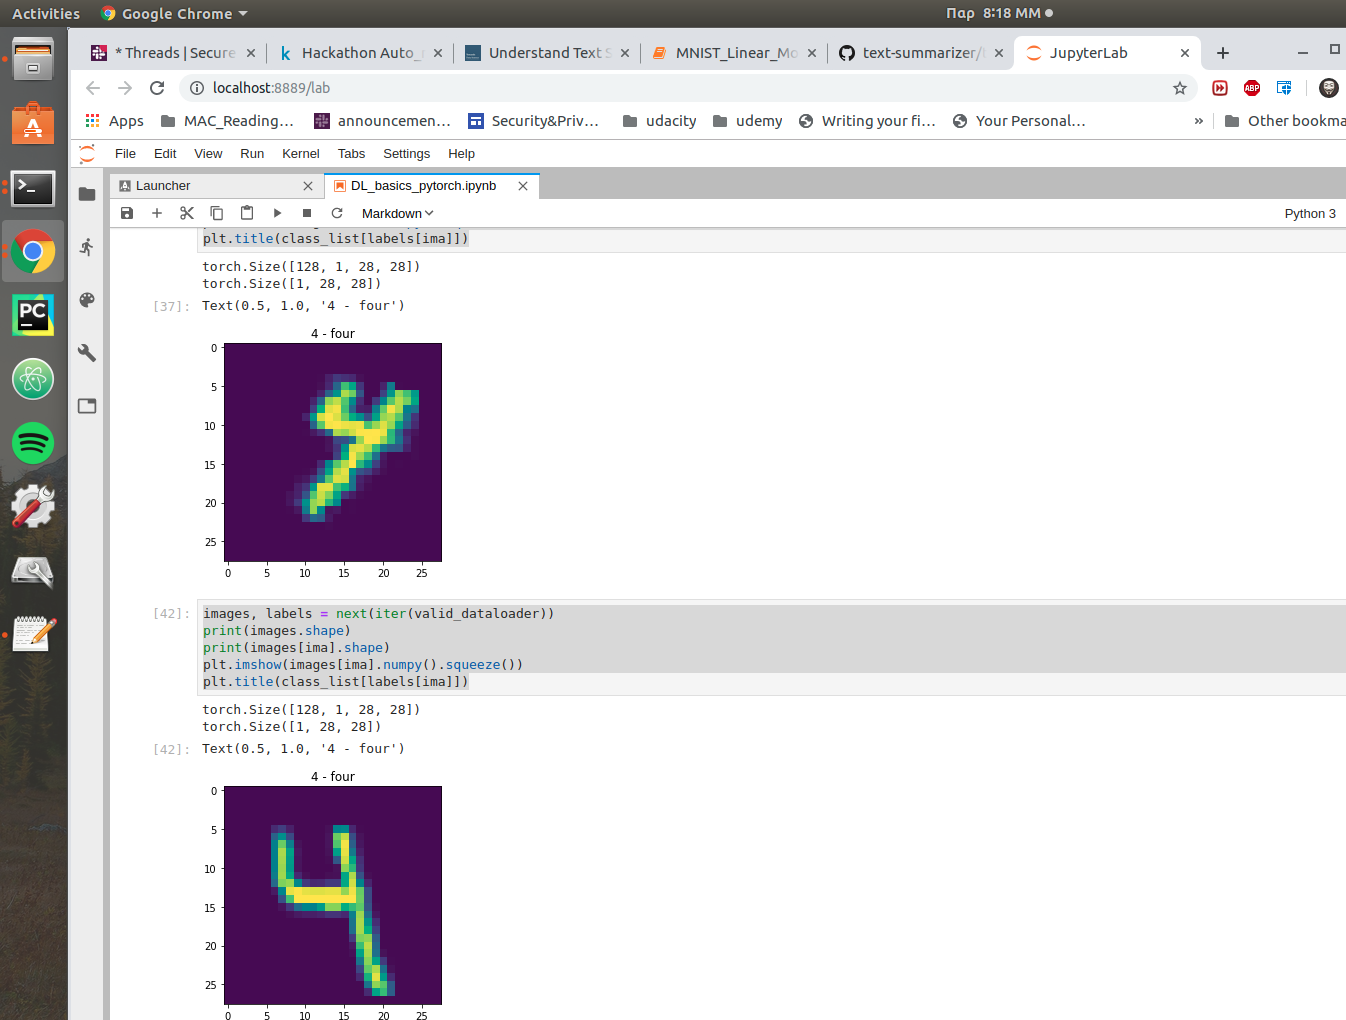 Activities Google Chrome Παρ 8:18 ΜΜ
* Threads | Secure Hackathon Auto_ Understand Text S MNIST_Linear_Mo text-summarizer/ JupyterLab
localhost:8889/lab
ABP
Apps MAC_Reading... announcemen... Security&Priv... udacity udemy Writing your fi... Your Personal... » Other bookma
File Edit View Run Kernel Tabs Settings Help
Launcher DL_basics_pytorch.ipynb
Markdown Python 3
plt.title(class_list[labels[ima]])
torch.Size([128, 1, 28, 28])
torch.Size([1, 28, 28])
[37]: Text(0.5, 1.0, '4 - four')
4 - four
0
5
10
15
20
25
0 5 10 15 20 25
[42]: images, labels = next(iter(valid_dataloader))
print(images.shape)
print(images[ima].shape)
plt.imshow(images[ima].numpy().squeeze())
plt.title(class_list[labels[ima]])
torch.Size([128, 1, 28, 28])
torch.Size([1, 28, 28])
[42]: Text(0.5, 1.0, '4 - four')
4 - four
0
5
10
15
20
25
0 5 10 15 20 25
PC